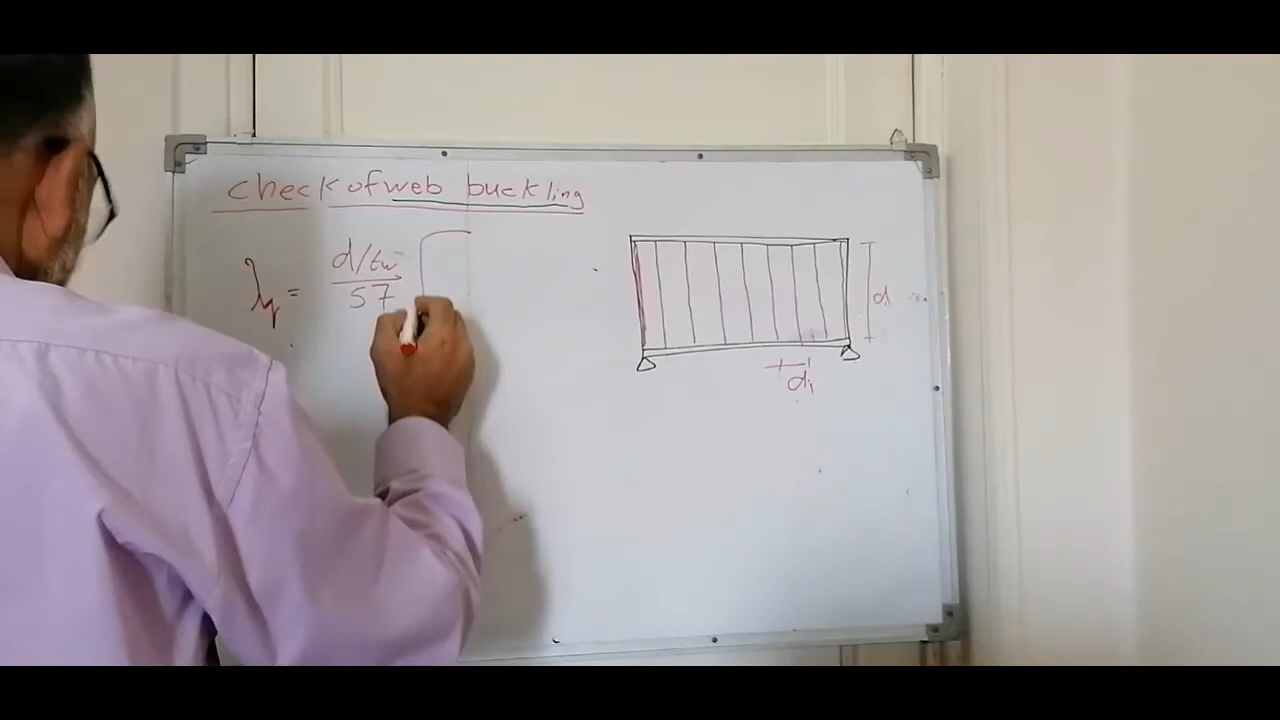 check of web buckling
λq = d/tw
57
d
d1